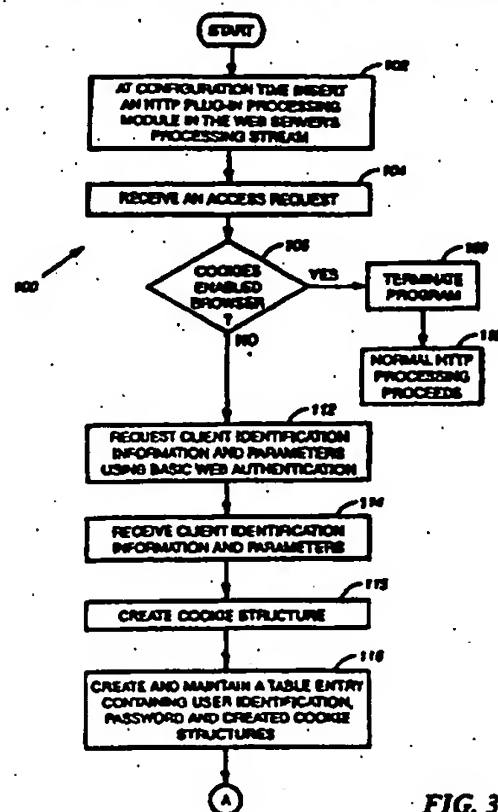 START
102
AT CONFIGURATION TIME INSERT
AN HTTP PLUG-IN PROCESSING
MODULE IN THE WEB SERVERS
PROCESSING STREAM
104
RECEIVE AN ACCESS REQUEST
100
106
COOKIES
ENABLED
BROWSER
?
YES
NO
TERMINATE
PROGRAM
NORMAL HTTP
PROCESSING
PROCEEDS
112
REQUEST CLIENT IDENTIFICATION
INFORMATION AND PARAMETERS
USING BASIC WEB AUTHENTICATION
114
RECEIVE CLIENT IDENTIFICATION
INFORMATION AND PARAMETERS
115
CREATE COOKIE STRUCTURE
116
CREATE AND MAINTAIN A TABLE ENTRY
CONTAINING USER IDENTIFICATION,
PASSWORD AND CREATED COOKIE
STRUCTURES
A
FIG. 3